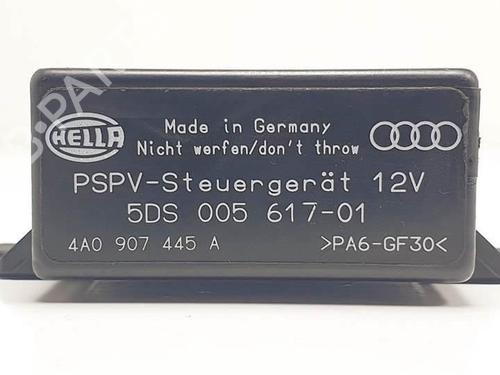 HELLA
Made in Germany
Nicht werfen/don't throw
PSPV-Steuergerät 12V
5DS 005 617-01
4A0 907 445 A >PA6-GF30<